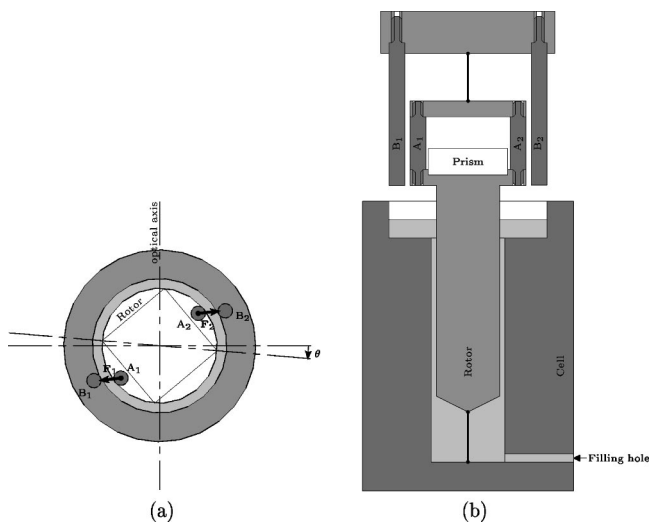 optical axis
Rotor
A2
F2
B2
F1
A1
B1
θ
(a)
B1
A1
A2
B2
Prism
Rotor
Cell
Filling hole
(b)